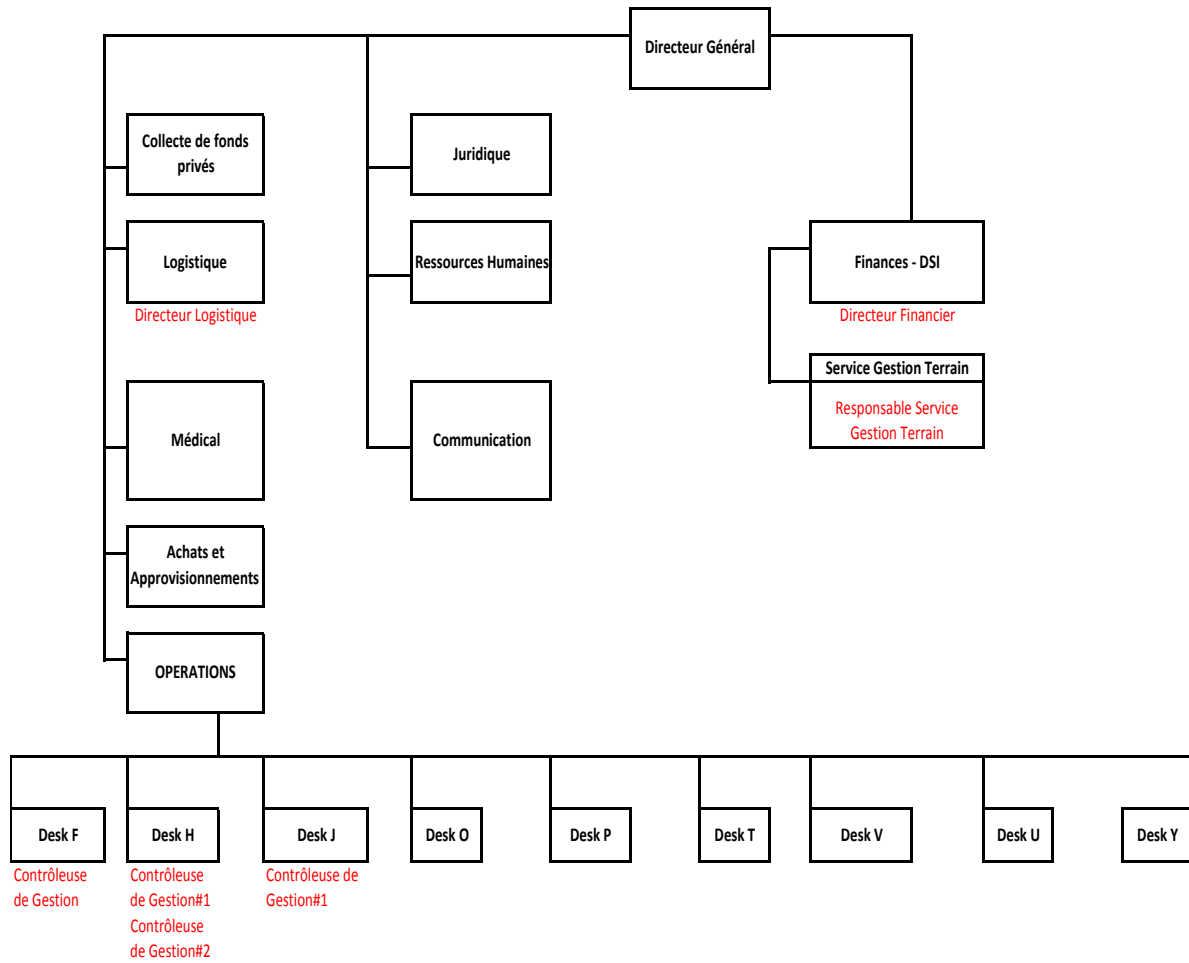 Directeur Général
Collecte de fonds
privés
Juridique
Logistique
Ressources Humaines
Finances - DSI
Directeur Logistique
Directeur Financier
Service Gestion Terrain
Responsable Service
Gestion Terrain
Médical
Communication
Achats et
Approvisionnements
OPERATIONS
Desk F
Desk H
Desk J
Desk O
Desk P
Desk T
Desk V
Desk U
Desk Y
Contrôleuse
de Gestion
Contrôleuse
de Gestion#1
Contrôleuse
de Gestion#2
Contrôleuse de
Gestion#1